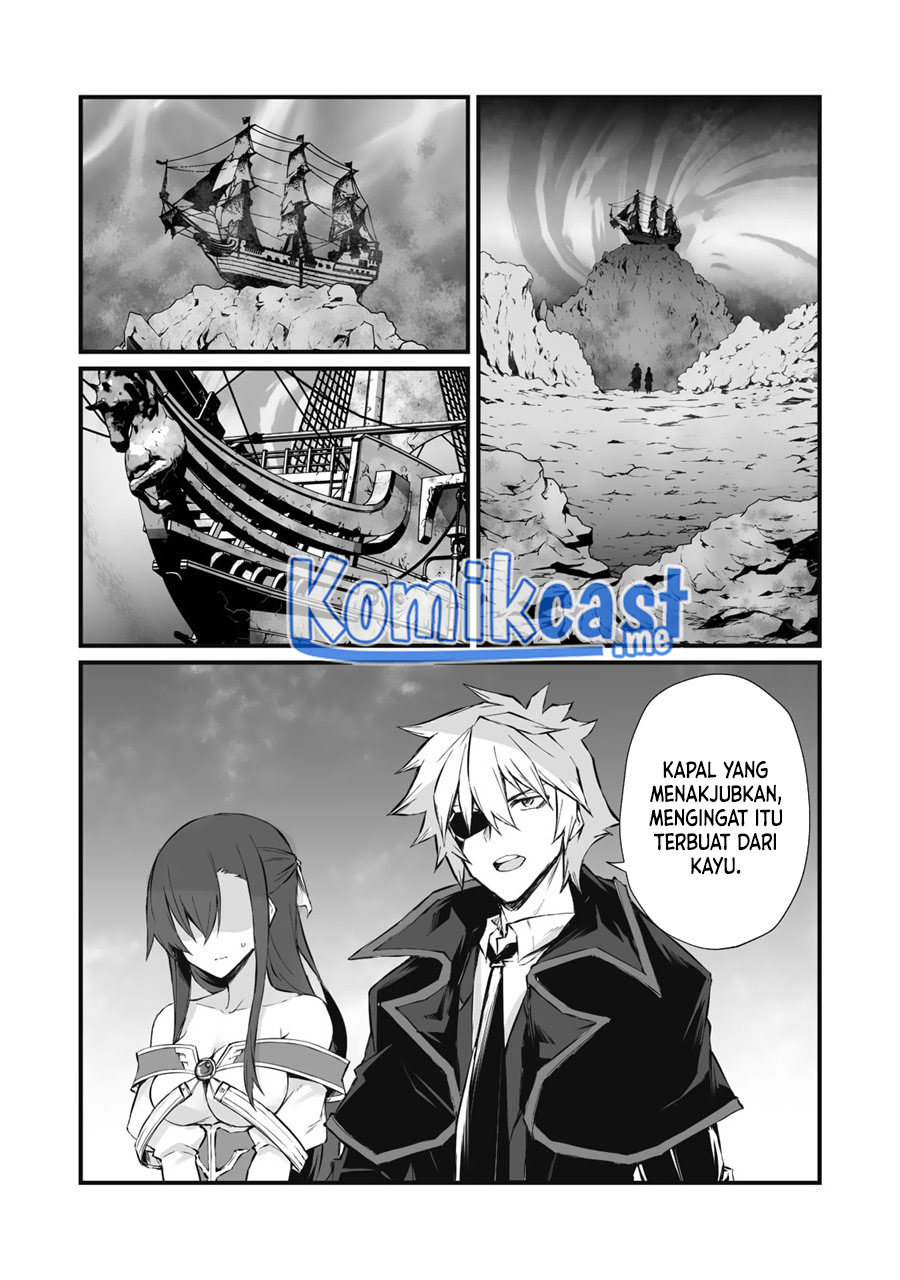 Komikcast
.me
KAPAL YANG
MENAKJUBKAN,
MENGINGAT ITU
TERBUAT DARI
KAYU.